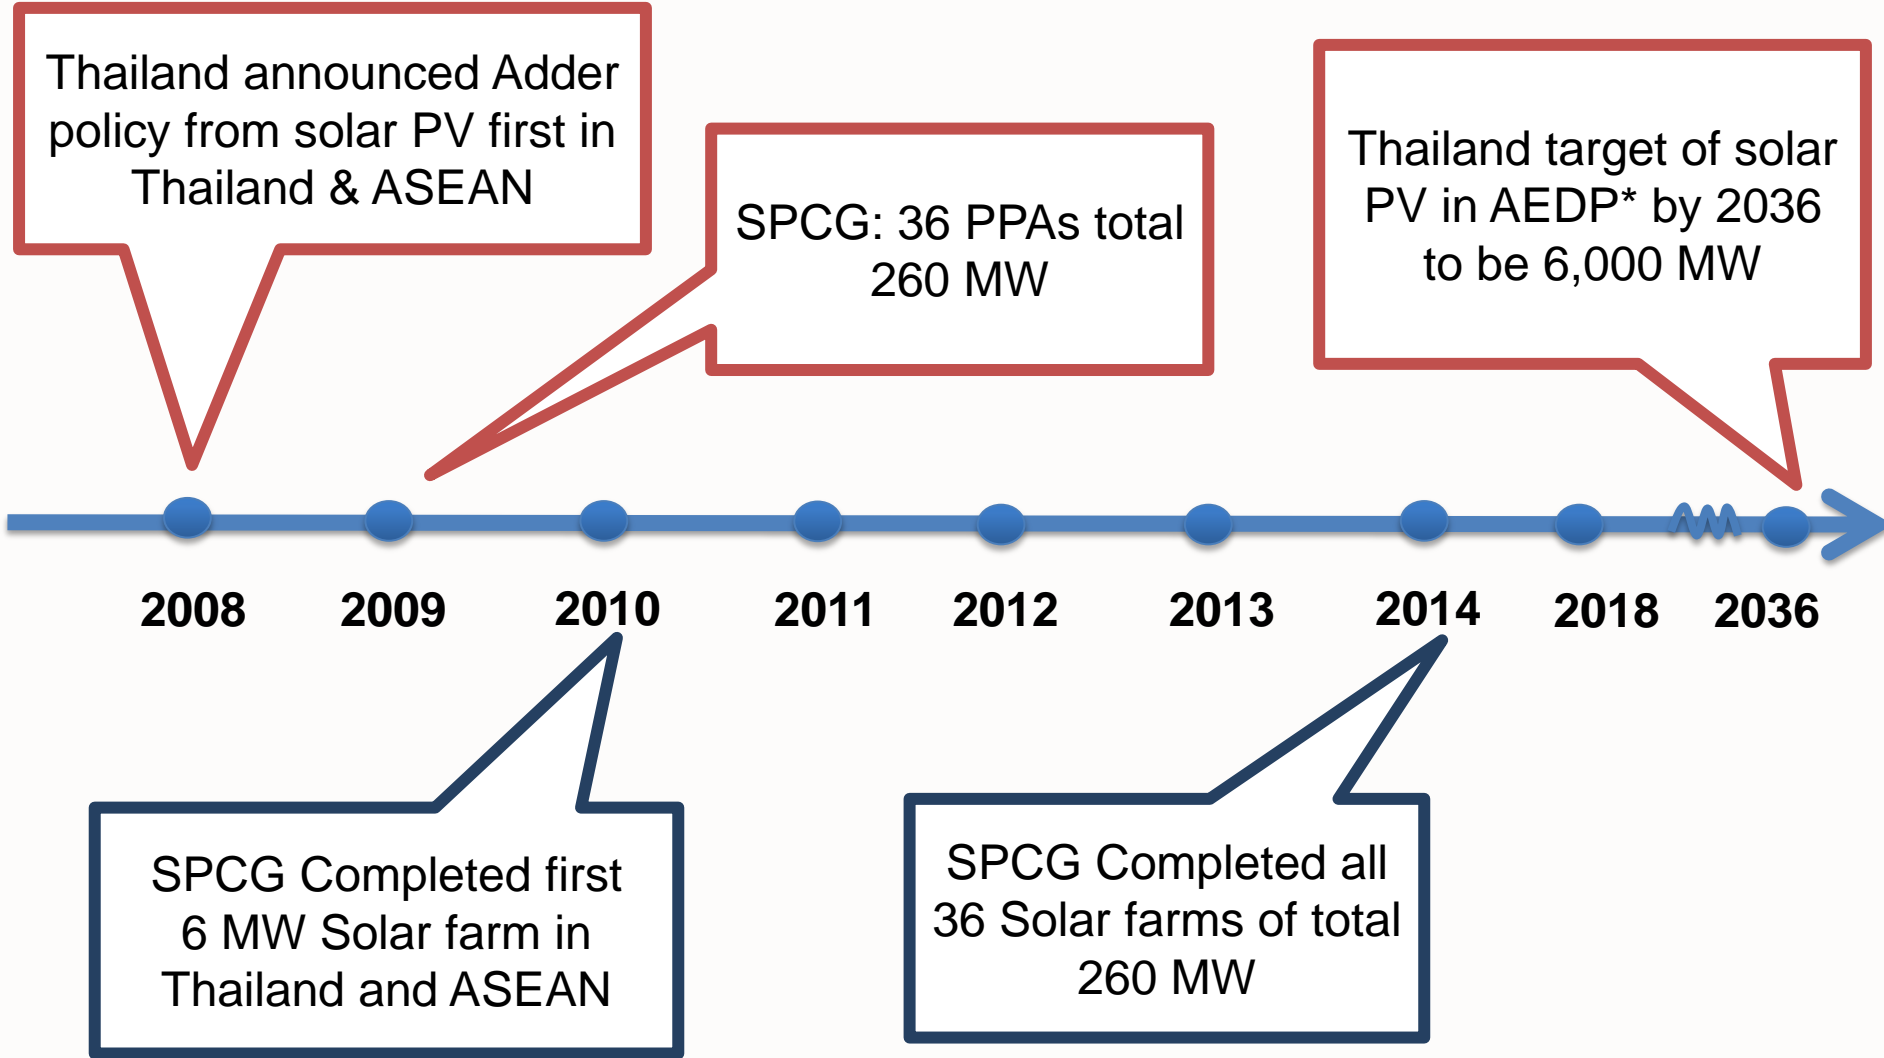 Thailand announced Adder
policy from solar PV first in
Thailand & ASEAN
SPCG: 36 PPAs total
260 MW
Thailand target of solar
PV in AEDP* by 2036
to be 6,000 MW
2008
2009
2010
2011
2012
2013
2014
2018
2036
SPCG Completed first
6 MW Solar farm in
Thailand and ASEAN
SPCG Completed all
36 Solar farms of total
260 MW